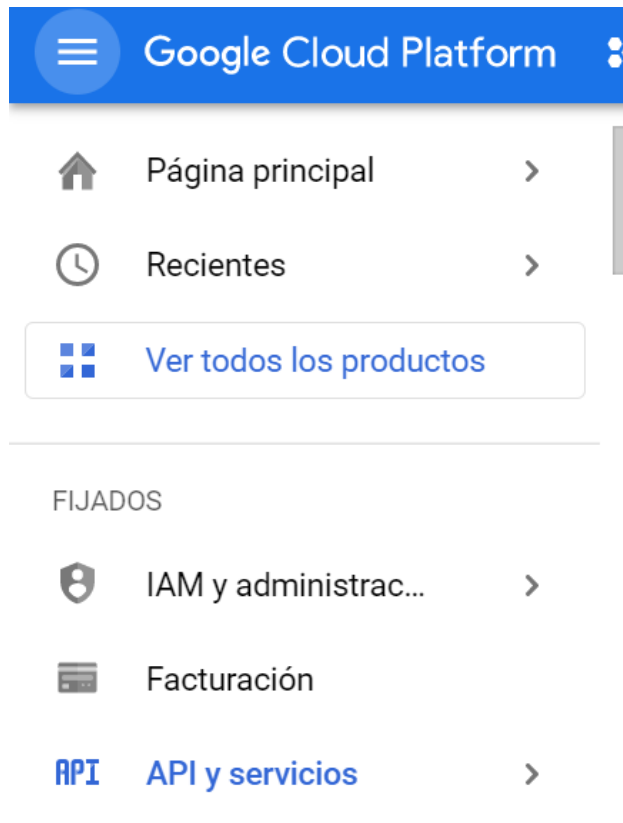 Google Cloud Platform
Página principal
Recientes
Ver todos los productos
FIJADOS
IAM y administrac...
Facturación
API API y servicios